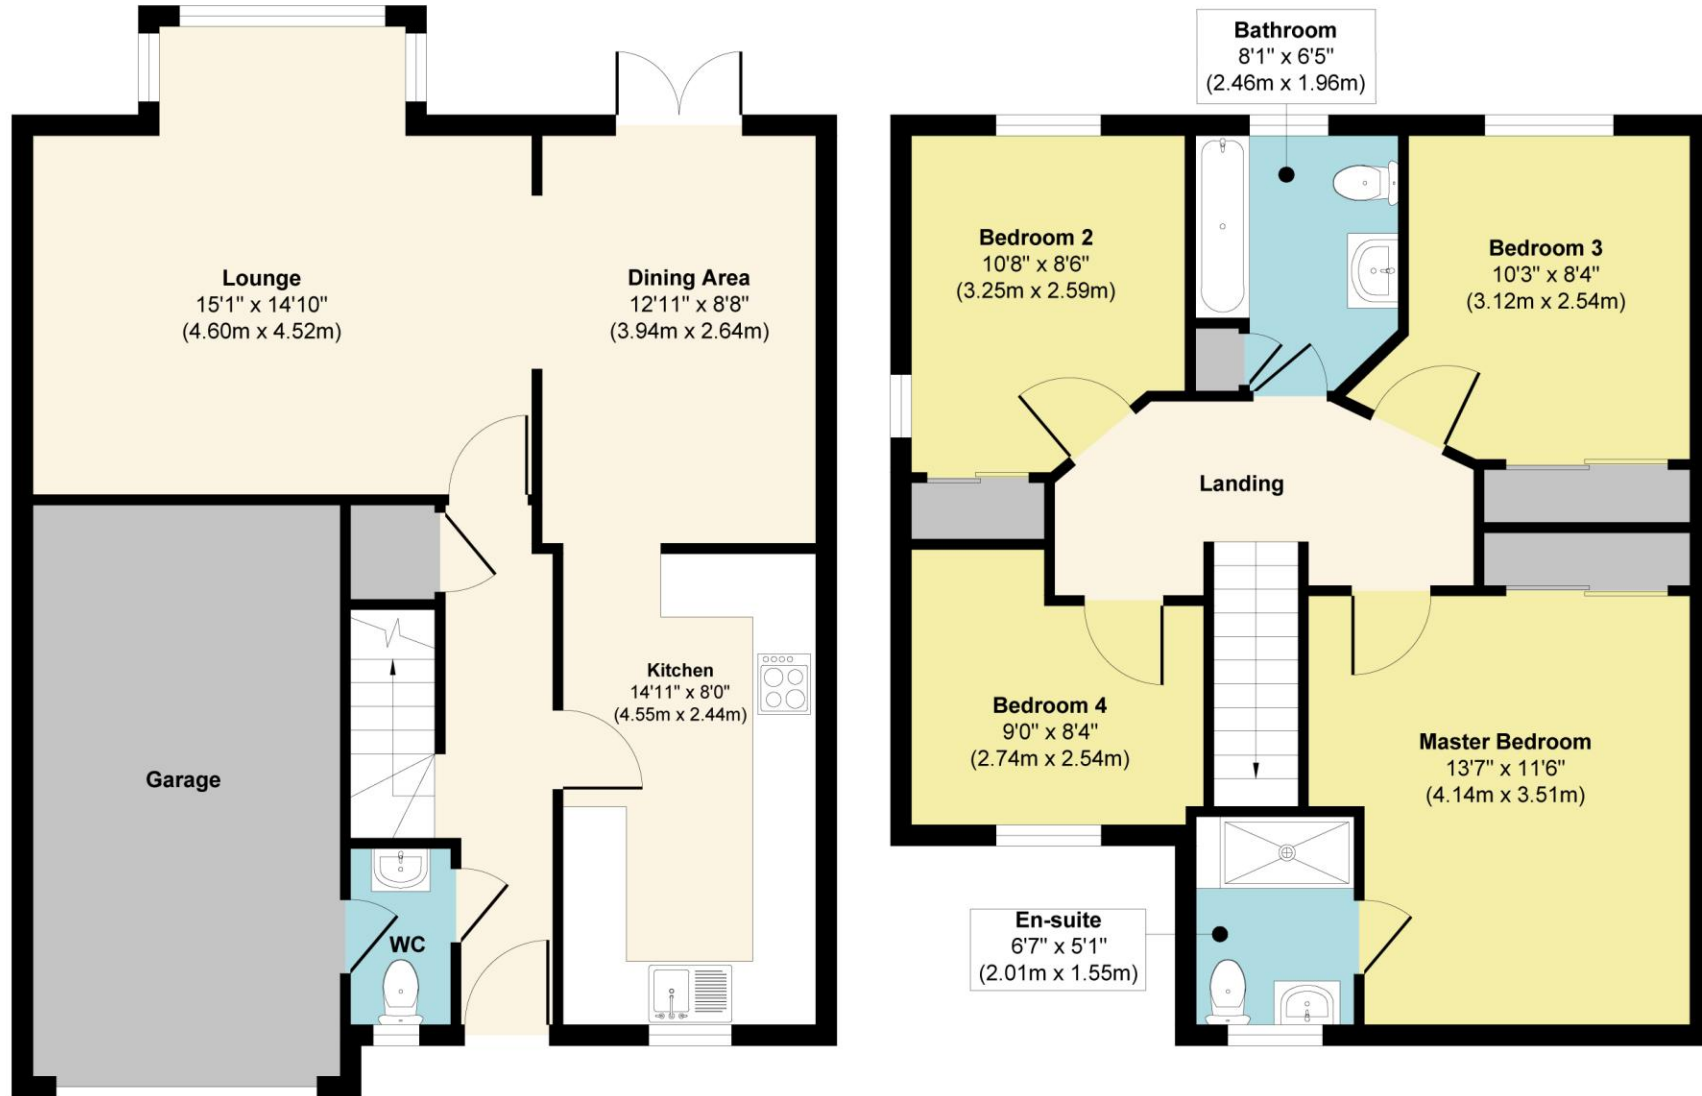 Lounge
15'1" x 14'10"
(4.60m x 4.52m)
Dining Area
12'11" x 8'8"
(3.94m x 2.64m)
Kitchen
14'11" x 8'0"
(4.55m x 2.44m)
Garage
WC
Bathroom
8'1" x 6'5"
(2.46m x 1.96m)
Bedroom 2
10'8" x 8'6"
(3.25m x 2.59m)
Bedroom 3
10'3" x 8'4"
(3.12m x 2.54m)
Landing
Bedroom 4
9'0" x 8'4"
(2.74m x 2.54m)
Master Bedroom
13'7" x 11'6"
(4.14m x 3.51m)
En-suite
6'7" x 5'1"
(2.01m x 1.55m)